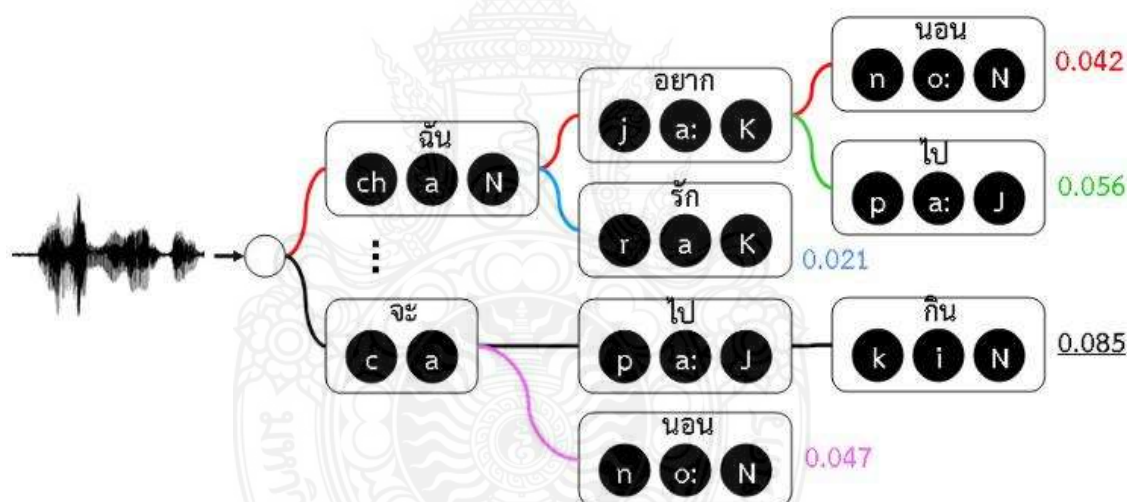 นอน
n o: N
0.042
อยาก
j a: K
ฉัน
ch a N
ไป
p a: J
0.056
รัก
r a K
0.021
จะ
c a
ไป
p a: J
กิน
k i N
0.085
นอน
n o: N
0.047